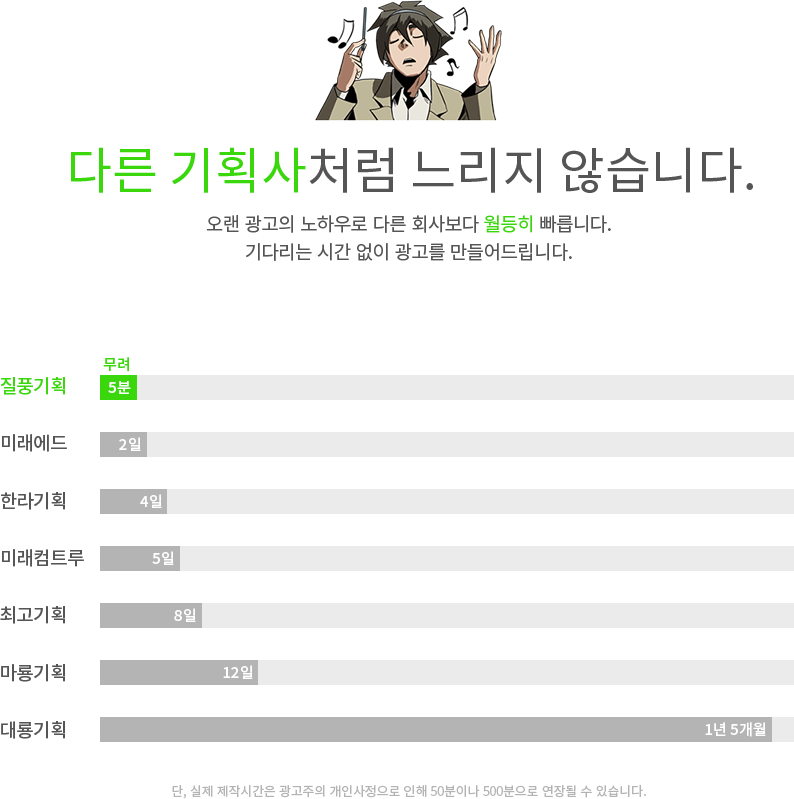 다른 기획사처럼 느리지 않습니다.
오랜 광고의 노하우로 다른 회사보다 월등히 빠릅니다.
기다리는 시간 없이 광고를 만들어드립니다.
무려
질풍기획 5분
미래에드 2일
한라기획 4일
미래컴트루 5일
최고기획 8일
마룡기획 12일
대룡기획 1년 5개월
단, 실제 제작시간은 광고주의 개인사정으로 인해 50분이나 500분으로 연장될 수 있습니다.